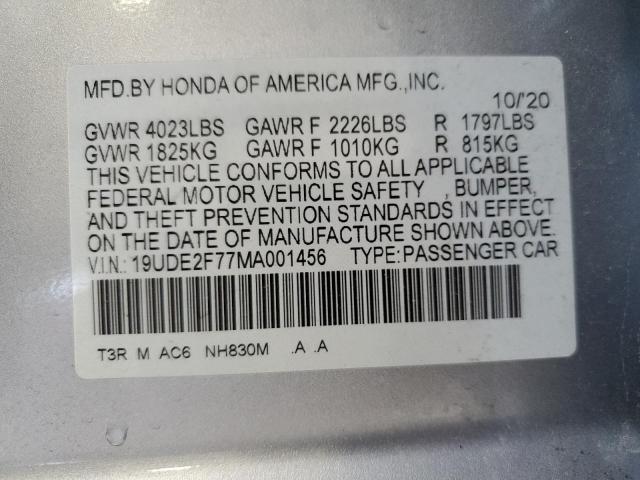 MFD.BY HONDA OF AMERICA MFG.,INC.
10/'20
GVWR 4023LBS GAWR F 2226LBS R 1797LBS
GVWR 1825KG GAWR F 1010KG R 815KG
THIS VEHICLE CONFORMS TO ALL APPLICABLE
FEDERAL MOTOR VEHICLE SAFETY , BUMPER,
AND THEFT PREVENTION STANDARDS IN EFFECT
ON THE DATE OF MANUFACTURE SHOWN ABOVE.
V.I.N.: 19UDE2F77MA001456 TYPE:PASSENGER CAR
T3R M AC6 NH830M .A .A